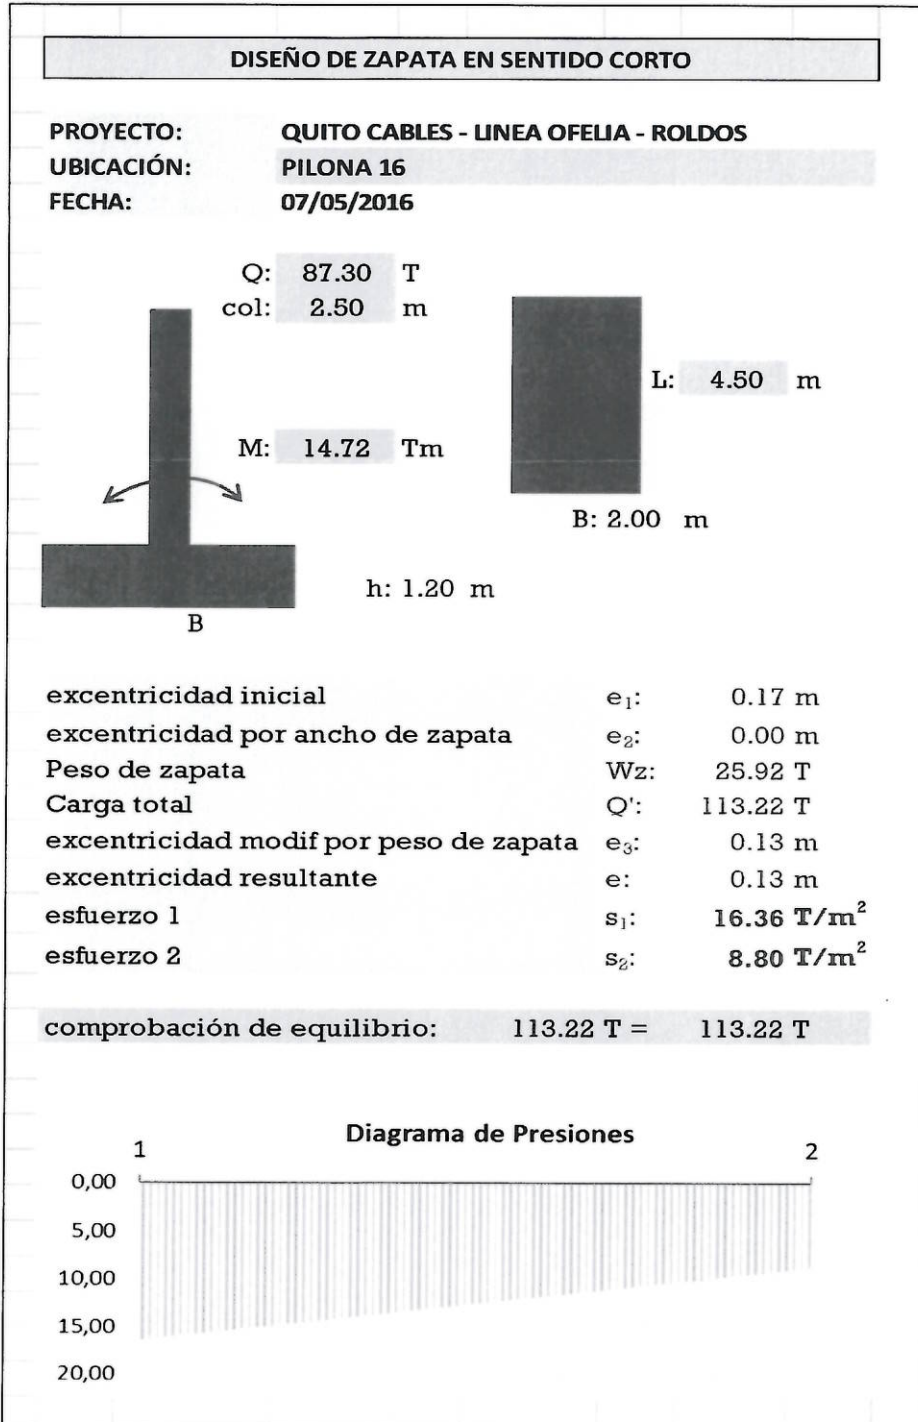 DISEÑO DE ZAPATA EN SENTIDO CORTO
PROYECTO: QUITO CABLES - LINEA OFELIA - ROLDOS
UBICACIÓN: PILONA 16
FECHA: 07/05/2016
Q: 87.30 T
col: 2.50 m
L: 4.50 m
M: 14.72 Tm
B: 2.00 m
h: 1.20 m
B
excentricidad inicial e₁: 0.17 m
excentricidad por ancho de zapata e₂: 0.00 m
Peso de zapata Wz: 25.92 T
Carga total Q': 113.22 T
excentricidad modif por peso de zapata e₃: 0.13 m
excentricidad resultante e: 0.13 m
esfuerzo 1 s₁: 16.36 T/m²
esfuerzo 2 s₂: 8.80 T/m²
comprobación de equilibrio: 113.22 T = 113.22 T
Diagrama de Presiones
1 2
0,00
5,00
10,00
15,00
20,00